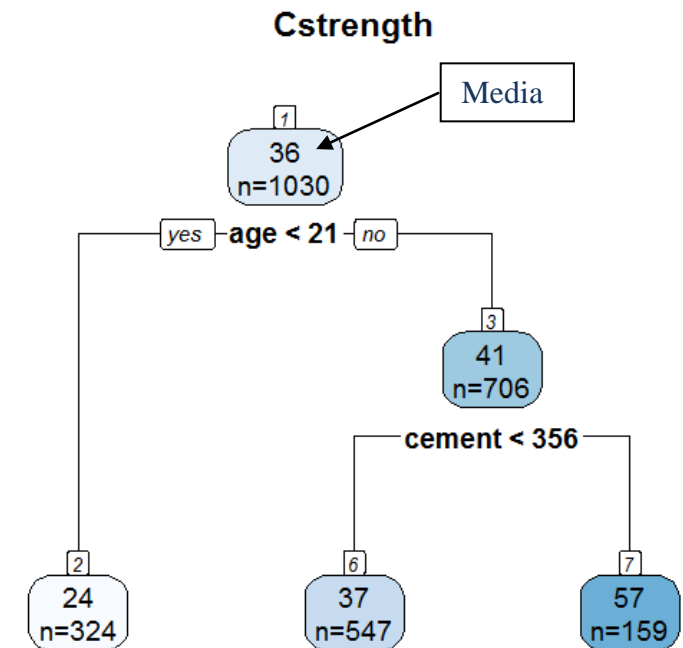 Cstrength
Media
1
36
n=1030
yes age < 21 no
3
41
n=706
cement < 356
2
24
n=324
6
37
n=547
7
57
n=159